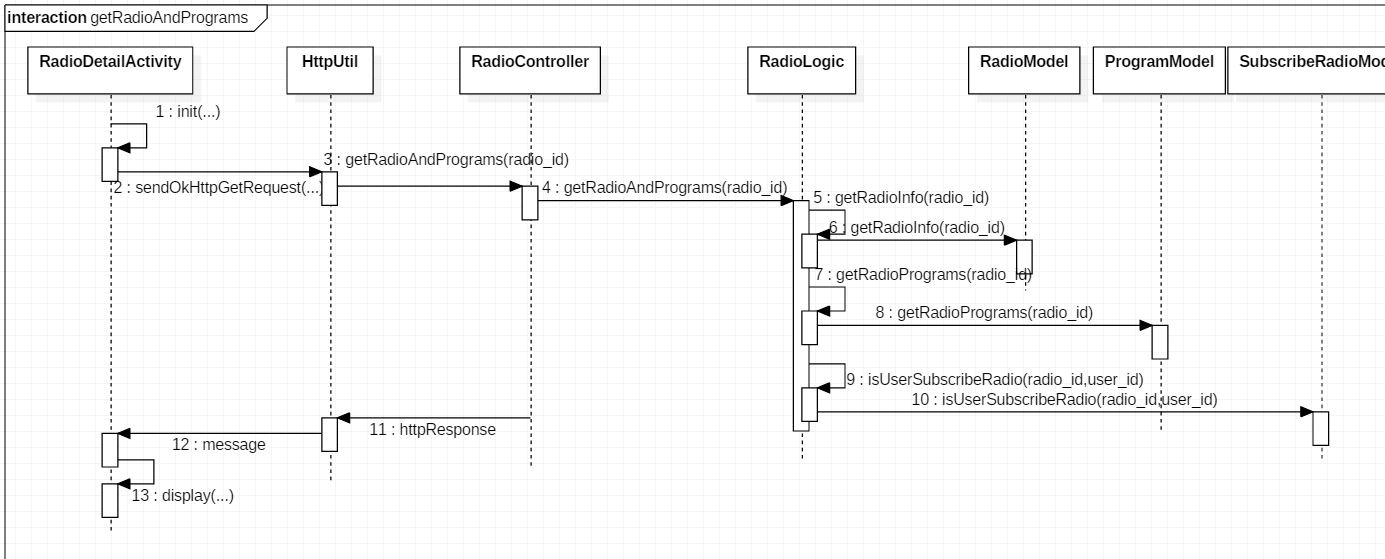 interaction getRadioAndPrograms
RadioDetailActivity
HttpUtil
RadioController
RadioLogic
RadioModel
ProgramModel
SubscribeRadioMod
1 : init(...)
2 : sendOkHttpGetRequest(...)
3 : getRadioAndPrograms(radio_id)
4 : getRadioAndPrograms(radio_id)
5 : getRadioInfo(radio_id)
6 : getRadioInfo(radio_id)
7 : getRadioPrograms(radio_id)
8 : getRadioPrograms(radio_id)
9 : isUserSubscribeRadio(radio_id,user_id)
10 : isUserSubscribeRadio(radio_id,user_id)
11 : httpResponse
12 : message
13 : display(...)